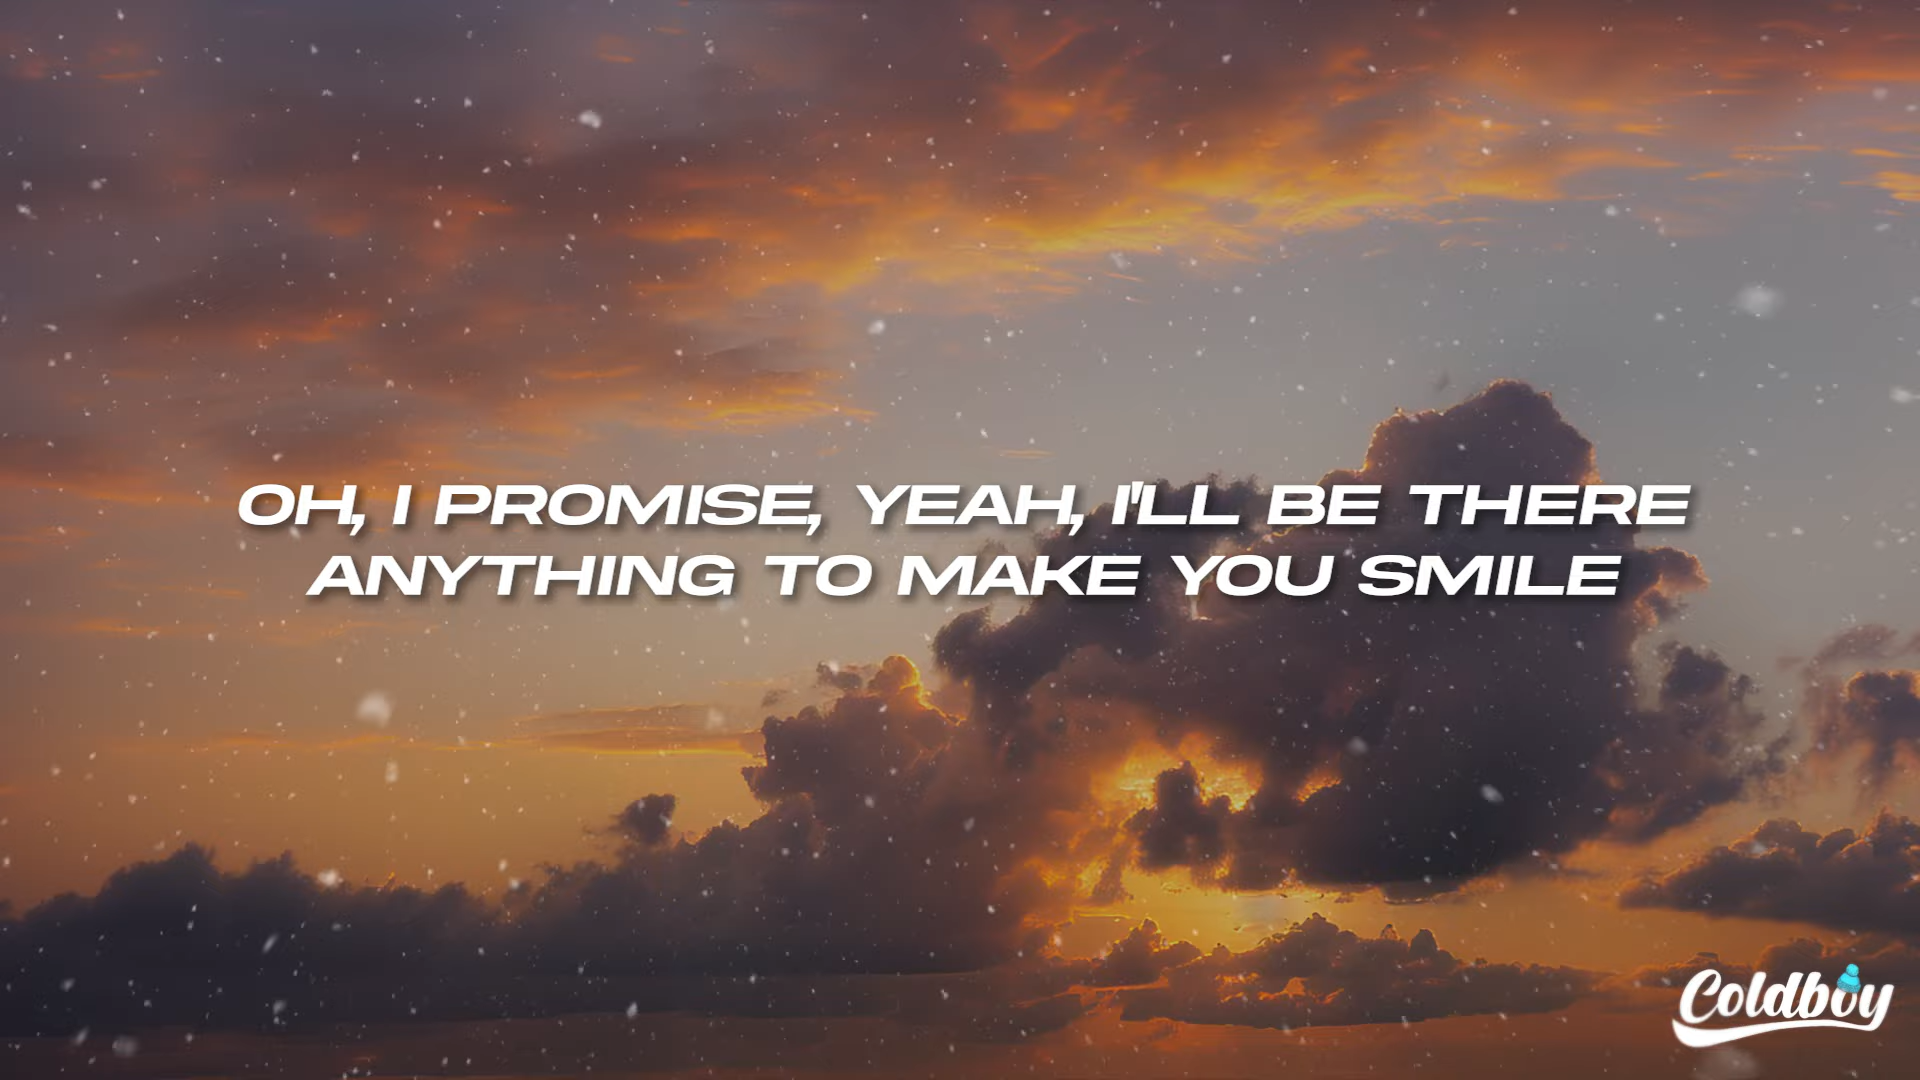 OH, I PROMISE, YEAH, I'LL BE THERE
ANYTHING TO MAKE YOU SMILE
Coldboy